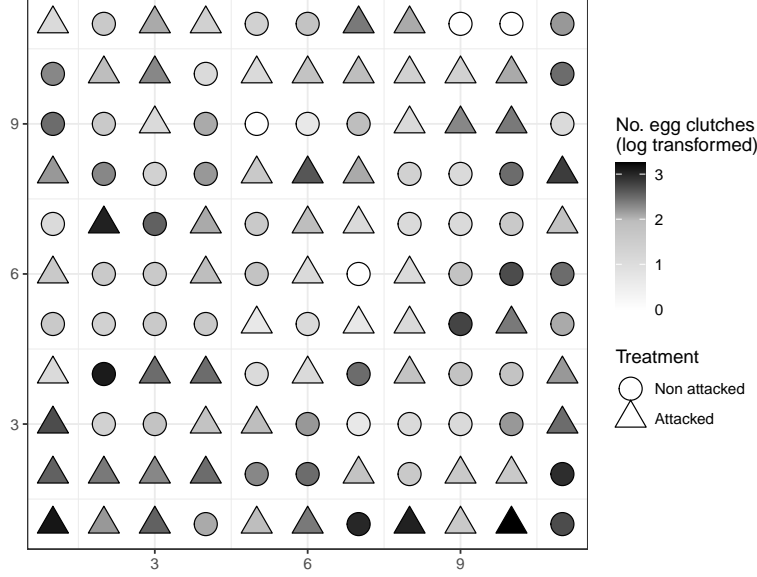 9
6
3
3 6 9
No. egg clutches
(log transformed)
3
2
1
0
Treatment
Non attacked
Attacked